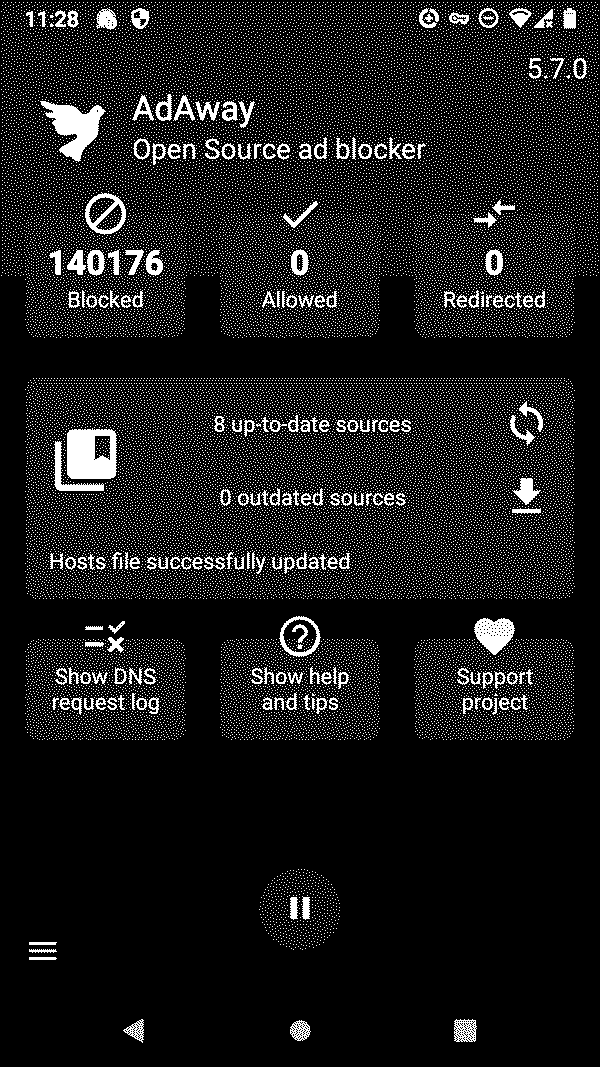 11:28
5.7.0
AdAway
Open Source ad blocker
140176
Blocked
0
Allowed
0
Redirected
8 up-to-date sources
0 outdated sources
Hosts file successfully updated
Show DNS
request log
Show help
and tips
Support
project